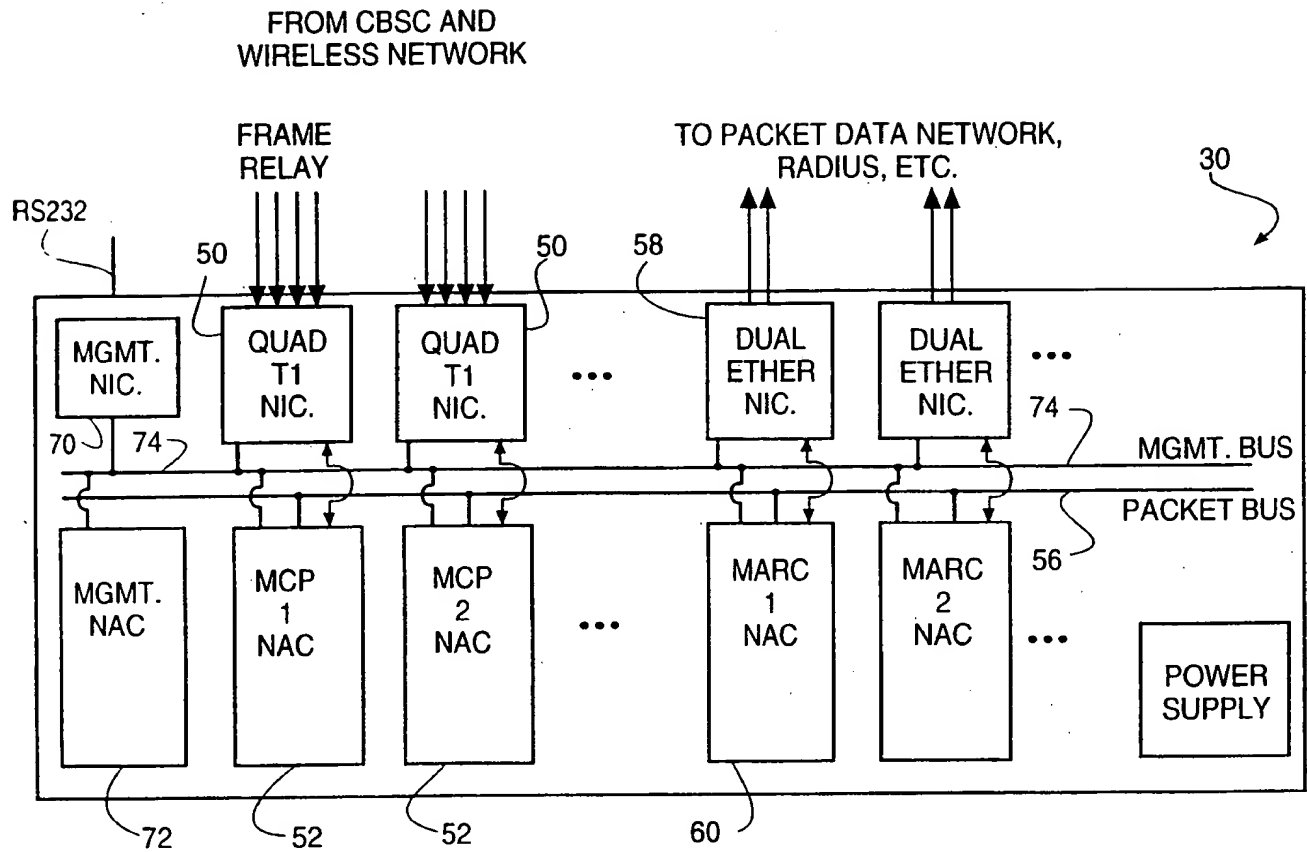 FROM CBSC AND
WIRELESS NETWORK
FRAME
RELAY
TO PACKET DATA NETWORK,
RADIUS, ETC.
30
RS232
50
50
58
MGMT.
NIC.
QUAD
T1
NIC.
QUAD
T1
NIC.
...
DUAL
ETHER
NIC.
DUAL
ETHER
NIC.
...
70
74
74
MGMT. BUS
PACKET BUS
56
MGMT.
NAC
MCP
1
NAC
MCP
2
NAC
...
MARC
1
NAC
MARC
2
NAC
...
POWER
SUPPLY
72
52
52
60